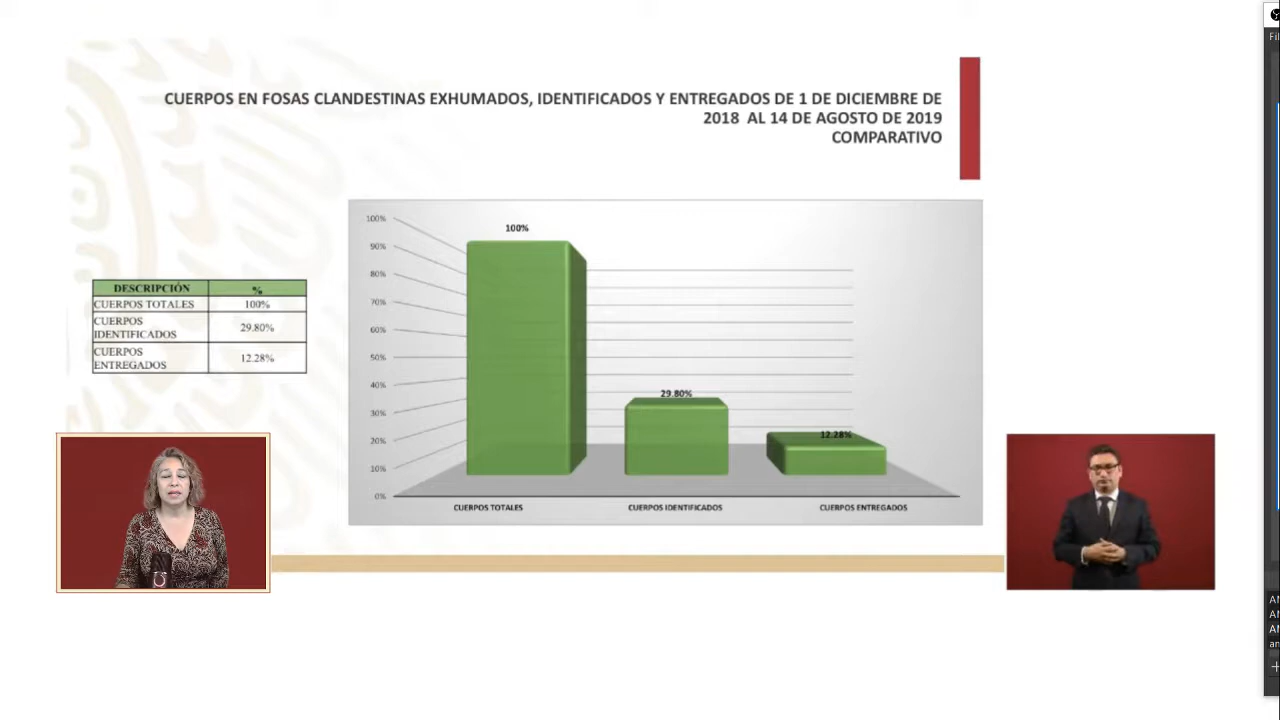 CUERPOS EN FOSAS CLANDESTINAS EXHUMADOS, IDENTIFICADOS Y ENTREGADOS DE 1 DE DICIEMBRE DE
2018 AL 14 DE AGOSTO DE 2019
COMPARATIVO
DESCRIPCIÓN %
CUERPOS TOTALES 100%
CUERPOS
IDENTIFICADOS 29.80%
CUERPOS
ENTREGADOS 12.28%
100%
90%
80%
70%
60%
50%
40%
30%
20%
10%
0%
100%
29.80%
12.28%
CUERPOS TOTALES CUERPOS IDENTIFICADOS CUERPOS ENTREGADOS